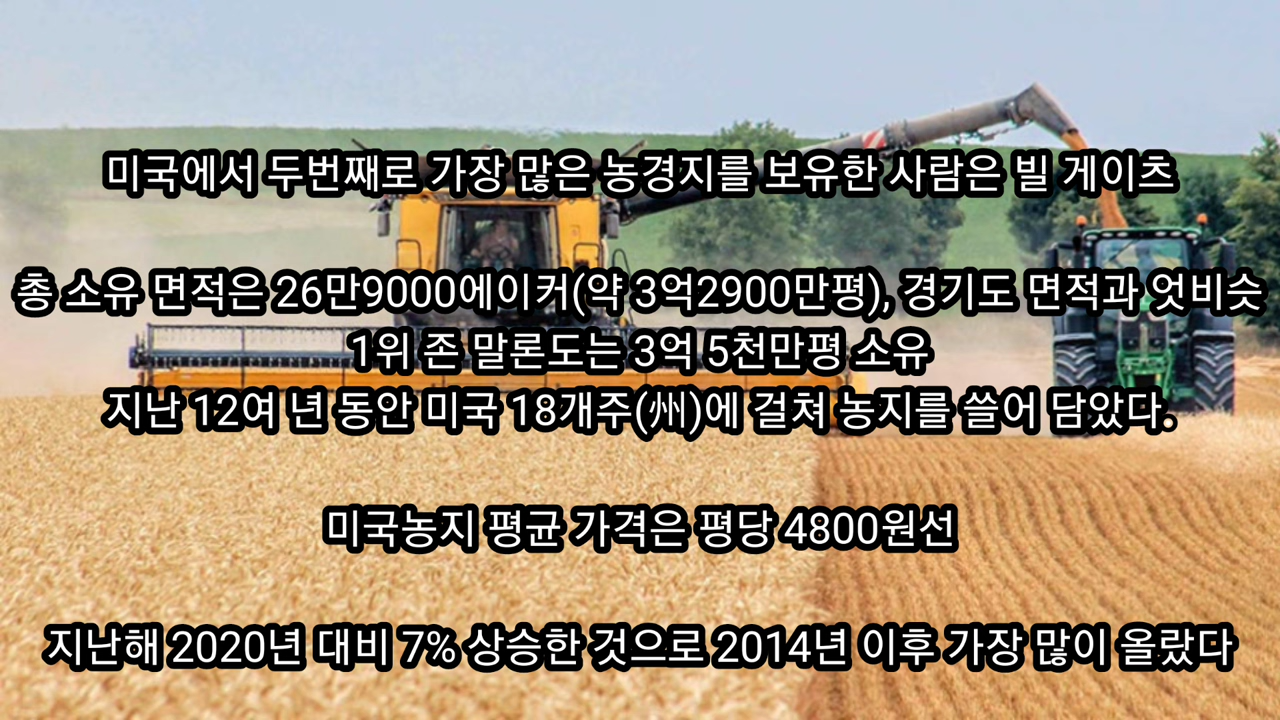 미국에서 두번째로 가장 많은 농경지를 보유한 사람은 빌 게이츠
총 소유 면적은 26만9000에이커(약 3억2900만평), 경기도 면적과 엇비슷
1위 존 말론도는 3억 5천만평 소유
지난 12여 년 동안 미국 18개주(州)에 걸쳐 농지를 쓸어 담았다.
미국농지 평균 가격은 평당 4800원선
지난해 2020년 대비 7% 상승한 것으로 2014년 이후 가장 많이 올랐다